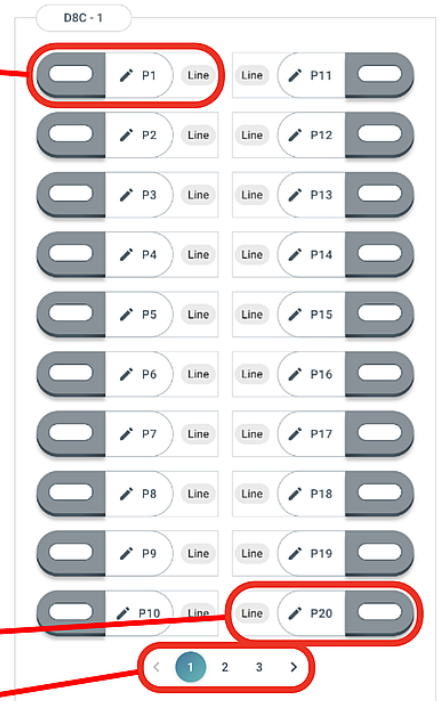 D8C - 1
P1 Line Line P11
P2 Line Line P12
P3 Line Line P13
P4 Line Line P14
P5 Line Line P15
P6 Line Line P16
P7 Line Line P17
P8 Line Line P18
P9 Line Line P19
P10 Line Line P20
< 1 2 3 >